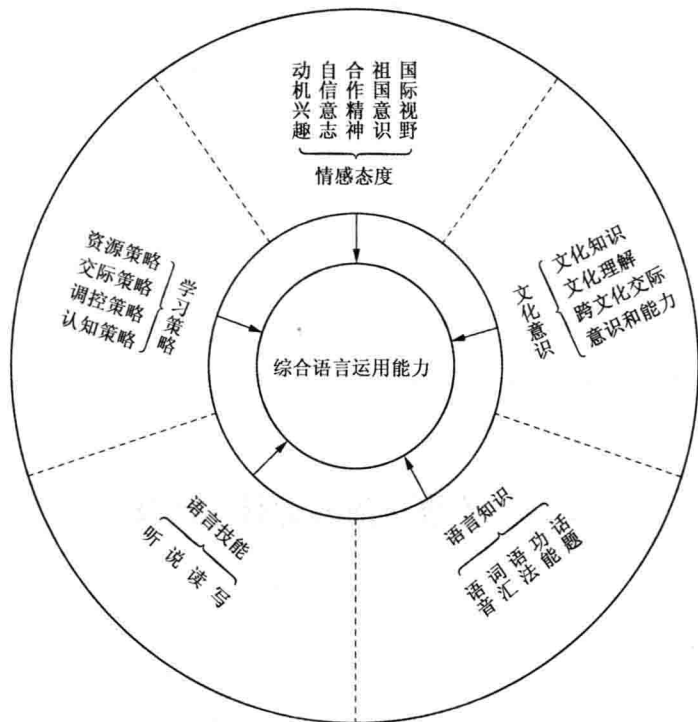 动机兴趣
自信意志
合作精神
祖国意识
国际视野
情感态度
资源策略
交际策略
调控策略
认知策略
学习策略
文化意识
文化知识
文化理解
跨文化交际
意识和能力
综合语言运用能力
语言技能
听说读写
语言知识
语音
词汇
语法
功能
话题